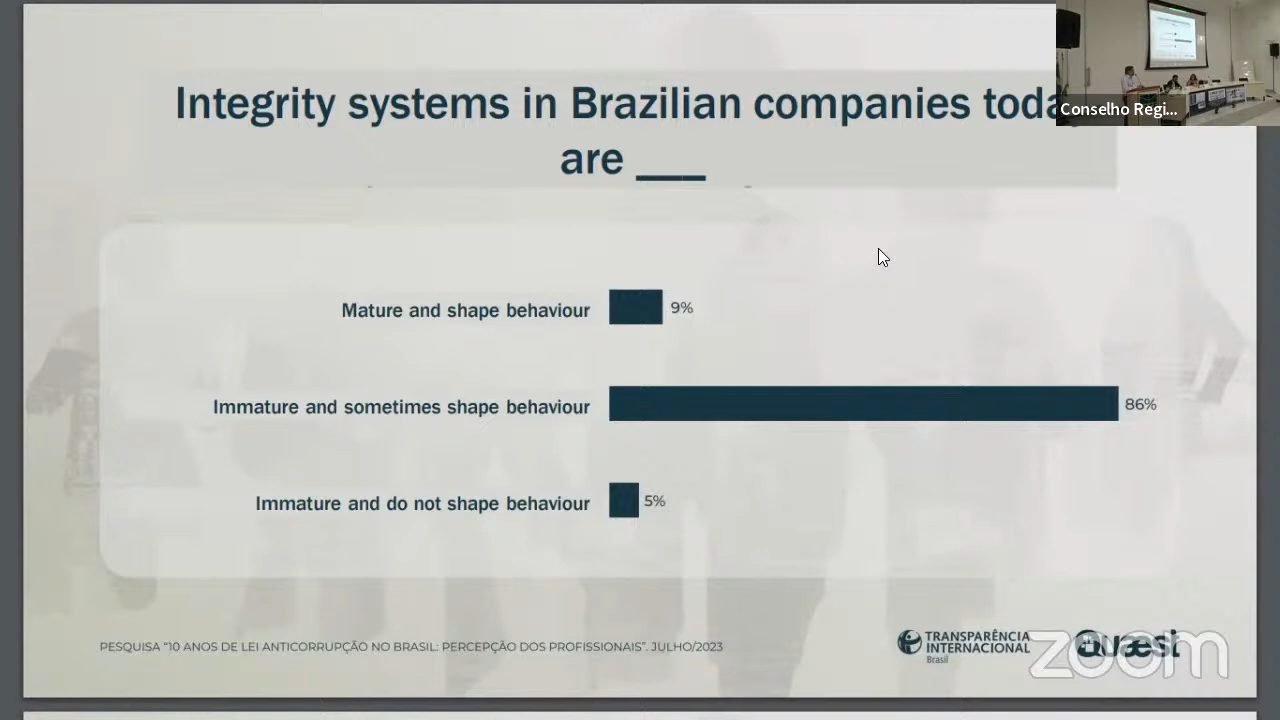 Integrity systems in Brazilian companies toda
are ___
Conselho Regi...
Mature and shape behaviour
9%
Immature and sometimes shape behaviour
86%
Immature and do not shape behaviour
5%
PESQUISA “10 ANOS DE LEI ANTICORRUPÇÃO NO BRASIL: PERCEPÇÃO DOS PROFISSIONAIS”. JULHO/2023
TRANSPARÊNCIA
INTERNACIONAL
Brasil
Quaest
zoom